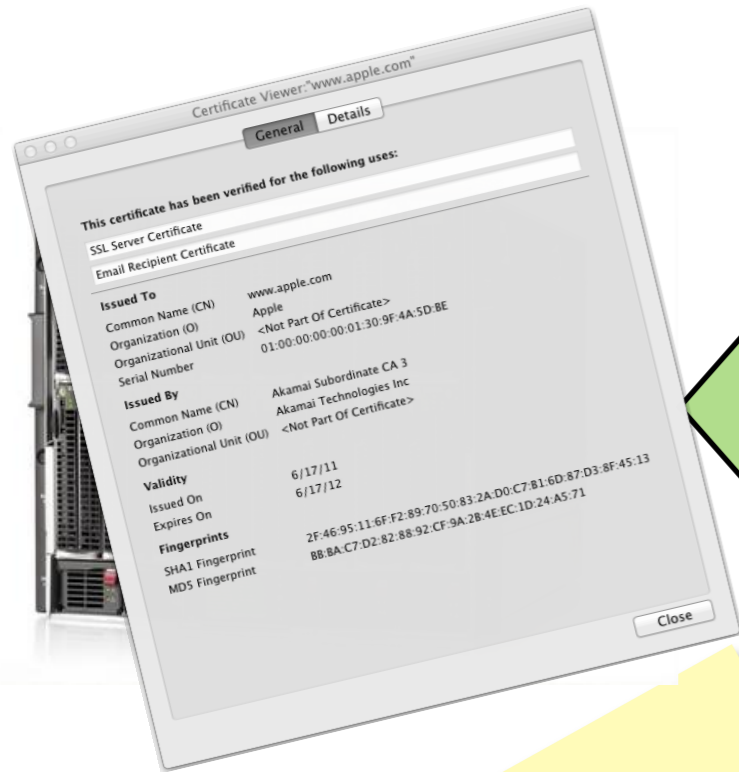 Certificate Viewer:"www.apple.com"
General Details
This certificate has been verified for the following uses:
SSL Server Certificate
Email Recipient Certificate
Issued To
Common Name (CN) www.apple.com
Organization (O) Apple
Organizational Unit (OU) <Not Part Of Certificate>
Serial Number 01:00:00:00:00:01:30:9F:4A:5D:BE
Issued By
Common Name (CN) Akamai Subordinate CA 3
Organization (O) Akamai Technologies Inc
Organizational Unit (OU) <Not Part Of Certificate>
Validity
Issued On 6/17/11
Expires On 6/17/12
Fingerprints
SHA1 Fingerprint 2F:46:95:11:6F:F2:89:70:50:83:2A:D0:C7:B1:6D:87:D3:8F:45:13
MD5 Fingerprint BB:BA:C7:D2:82:88:92:CF:9A:2B:4E:EC:1D:24:A5:71
Close